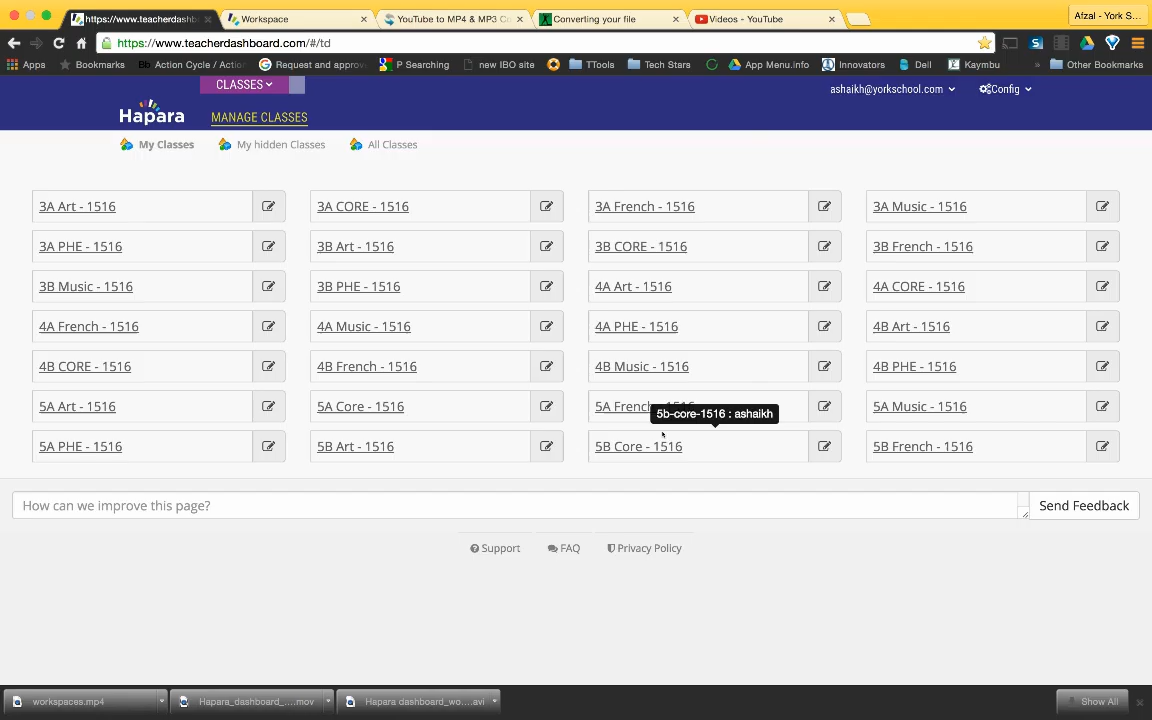 https://www.teacherdashb
Workspace
YouTube to MP4 & MP3 Co
Converting your file
Videos - YouTube
Afzal - York S...
https://www.teacherdashboard.com/#/td
Apps
Bookmarks
Bb Action Cycle / Action
Request and approv
P Searching
new IBO site
TTools
Tech Stars
App Menu.info
Innovators
Dell
Kaymbu
»
Other Bookmarks
CLASSES
ashaikh@yorkschool.com
Config
Hapara
MANAGE CLASSES
My Classes
My hidden Classes
All Classes
3A Art - 1516
3A CORE - 1516
3A French - 1516
3A Music - 1516
3A PHE - 1516
3B Art - 1516
3B CORE - 1516
3B French - 1516
3B Music - 1516
3B PHE - 1516
4A Art - 1516
4A CORE - 1516
4A French - 1516
4A Music - 1516
4A PHE - 1516
4B Art - 1516
4B CORE - 1516
4B French - 1516
4B Music - 1516
4B PHE - 1516
5A Art - 1516
5A Core - 1516
5A French - 1516
5A Music - 1516
5b-core-1516 : ashaikh
5A PHE - 1516
5B Art - 1516
5B Core - 1516
5B French - 1516
How can we improve this page?
Send Feedback
Support
FAQ
Privacy Policy
workspaces.mp4
Hapara_dashboard_....mov
Hapara dashboard_wo....avi
Show All